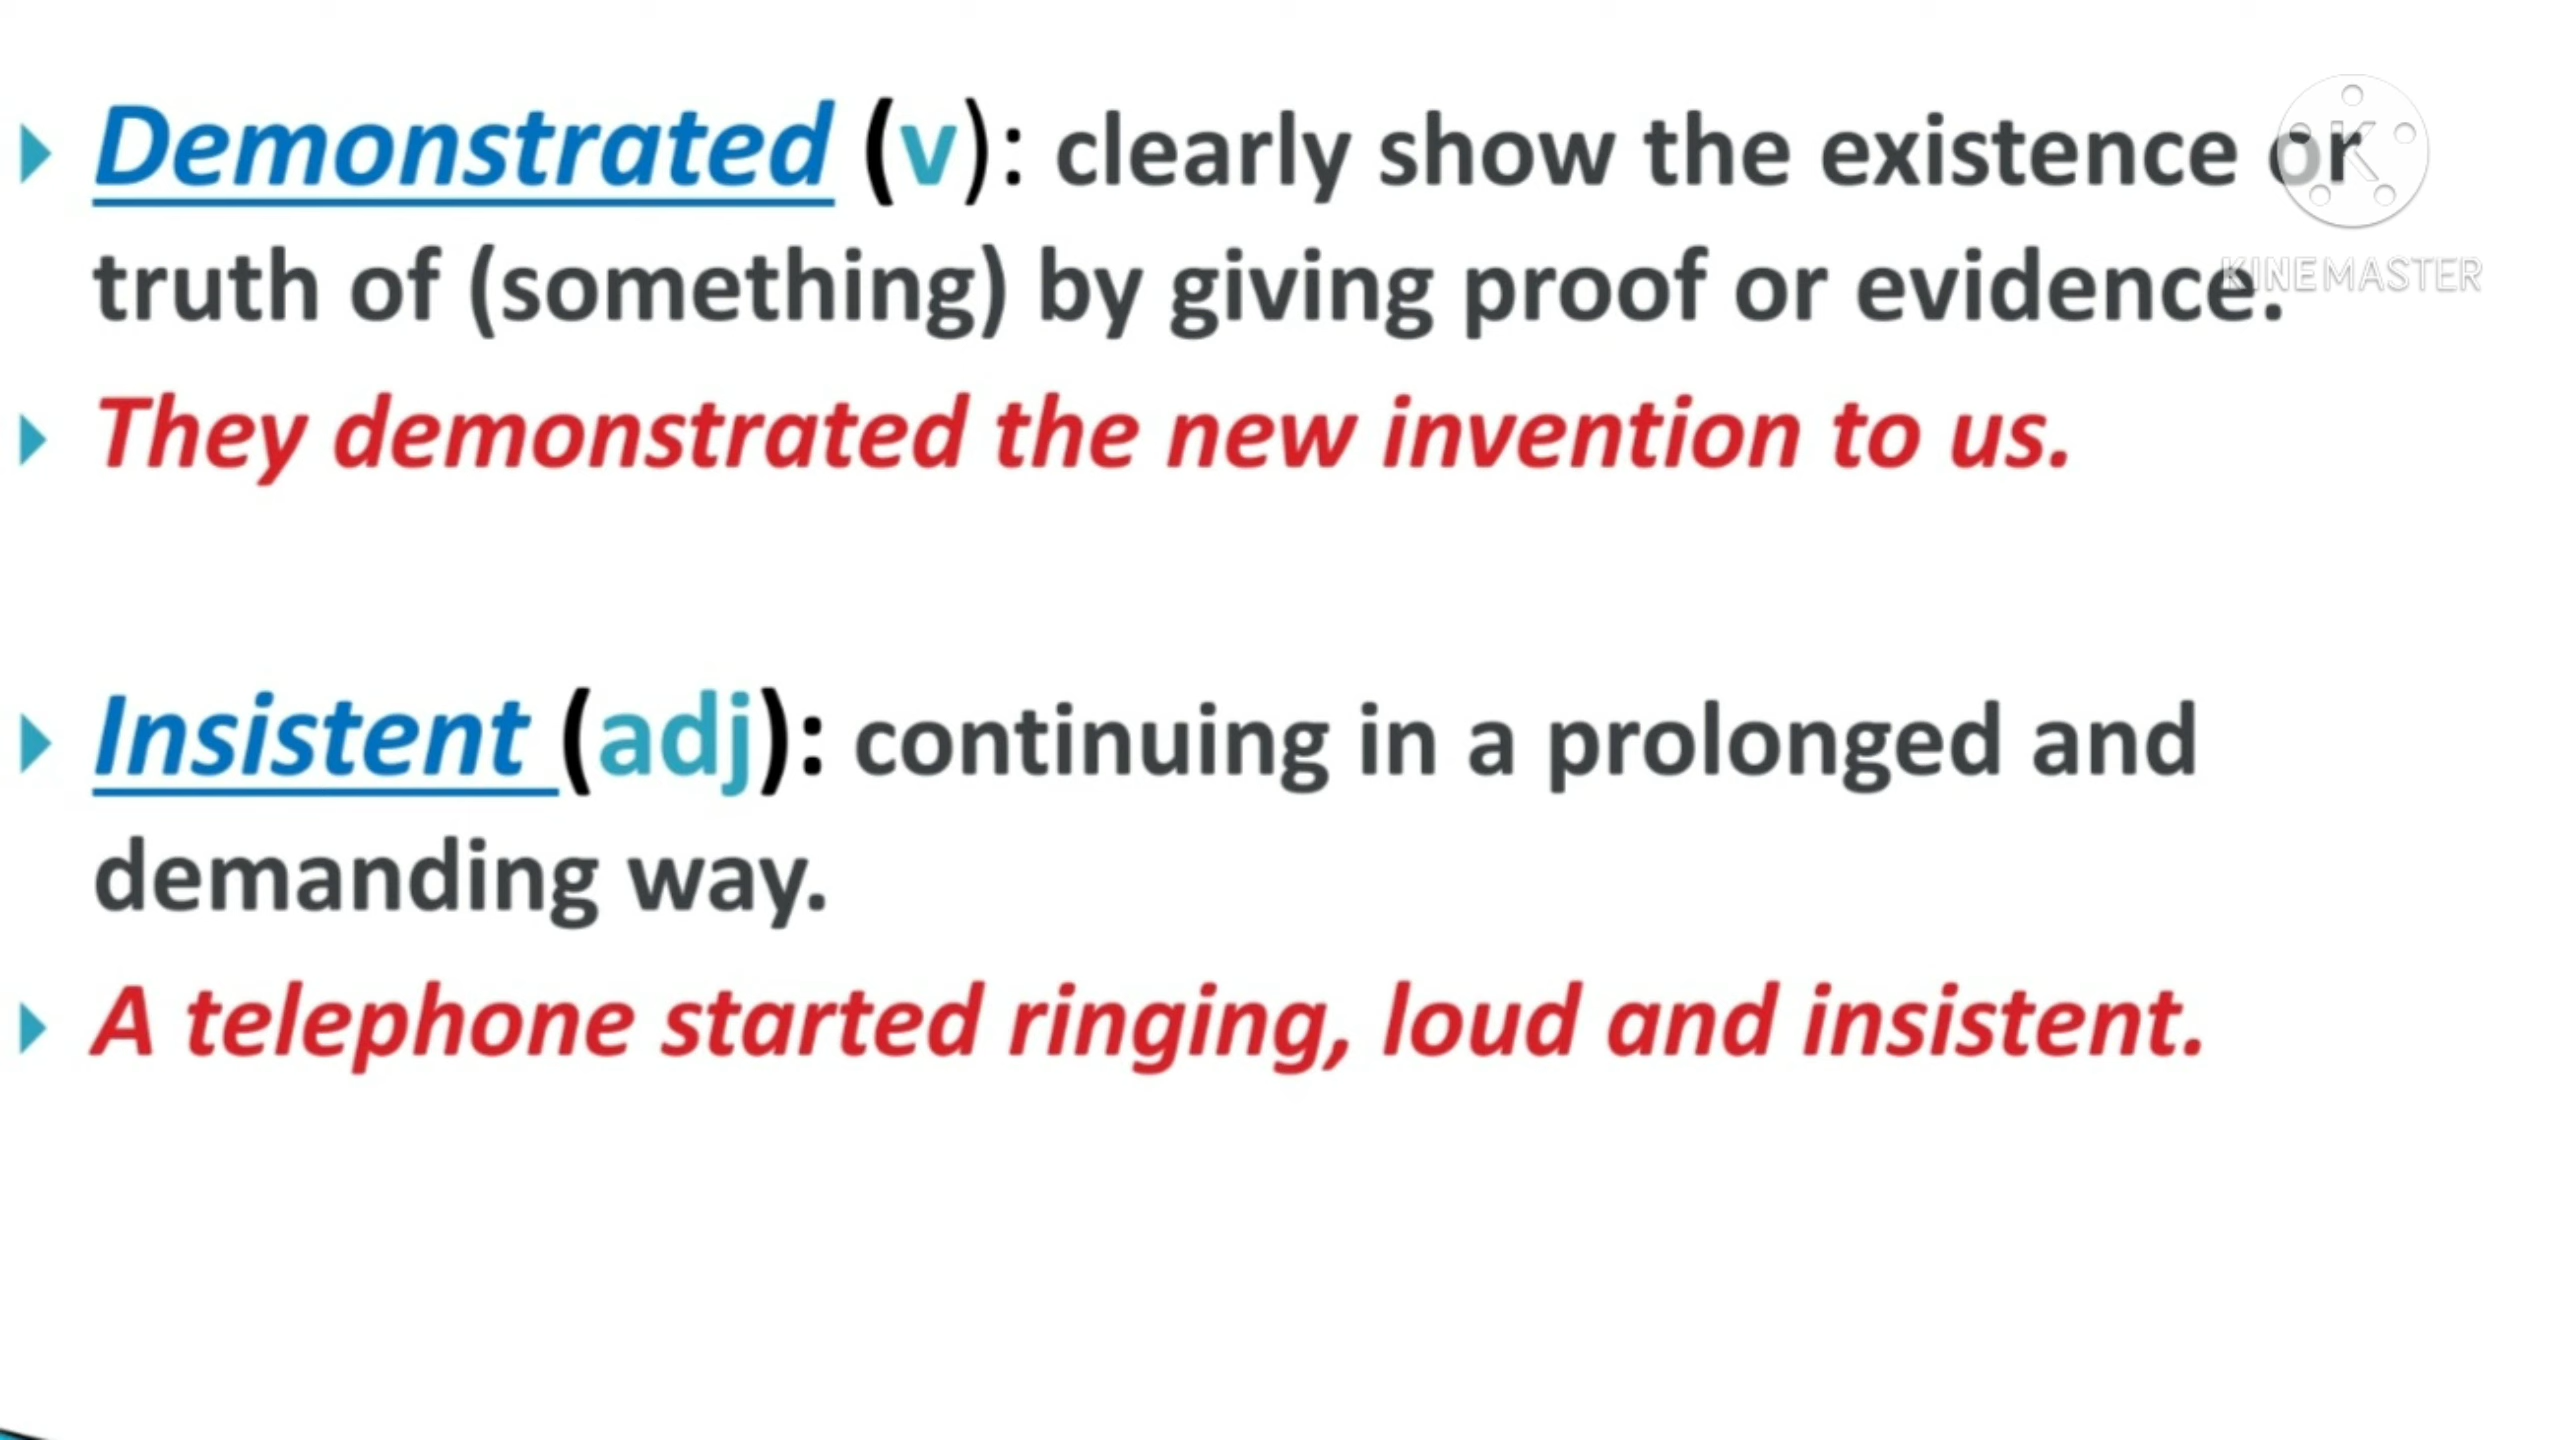 Demonstrated (v): clearly show the existence or
truth of (something) by giving proof or evidence.
They demonstrated the new invention to us.
Insistent (adj): continuing in a prolonged and
demanding way.
A telephone started ringing, loud and insistent.
K
KINEMASTER